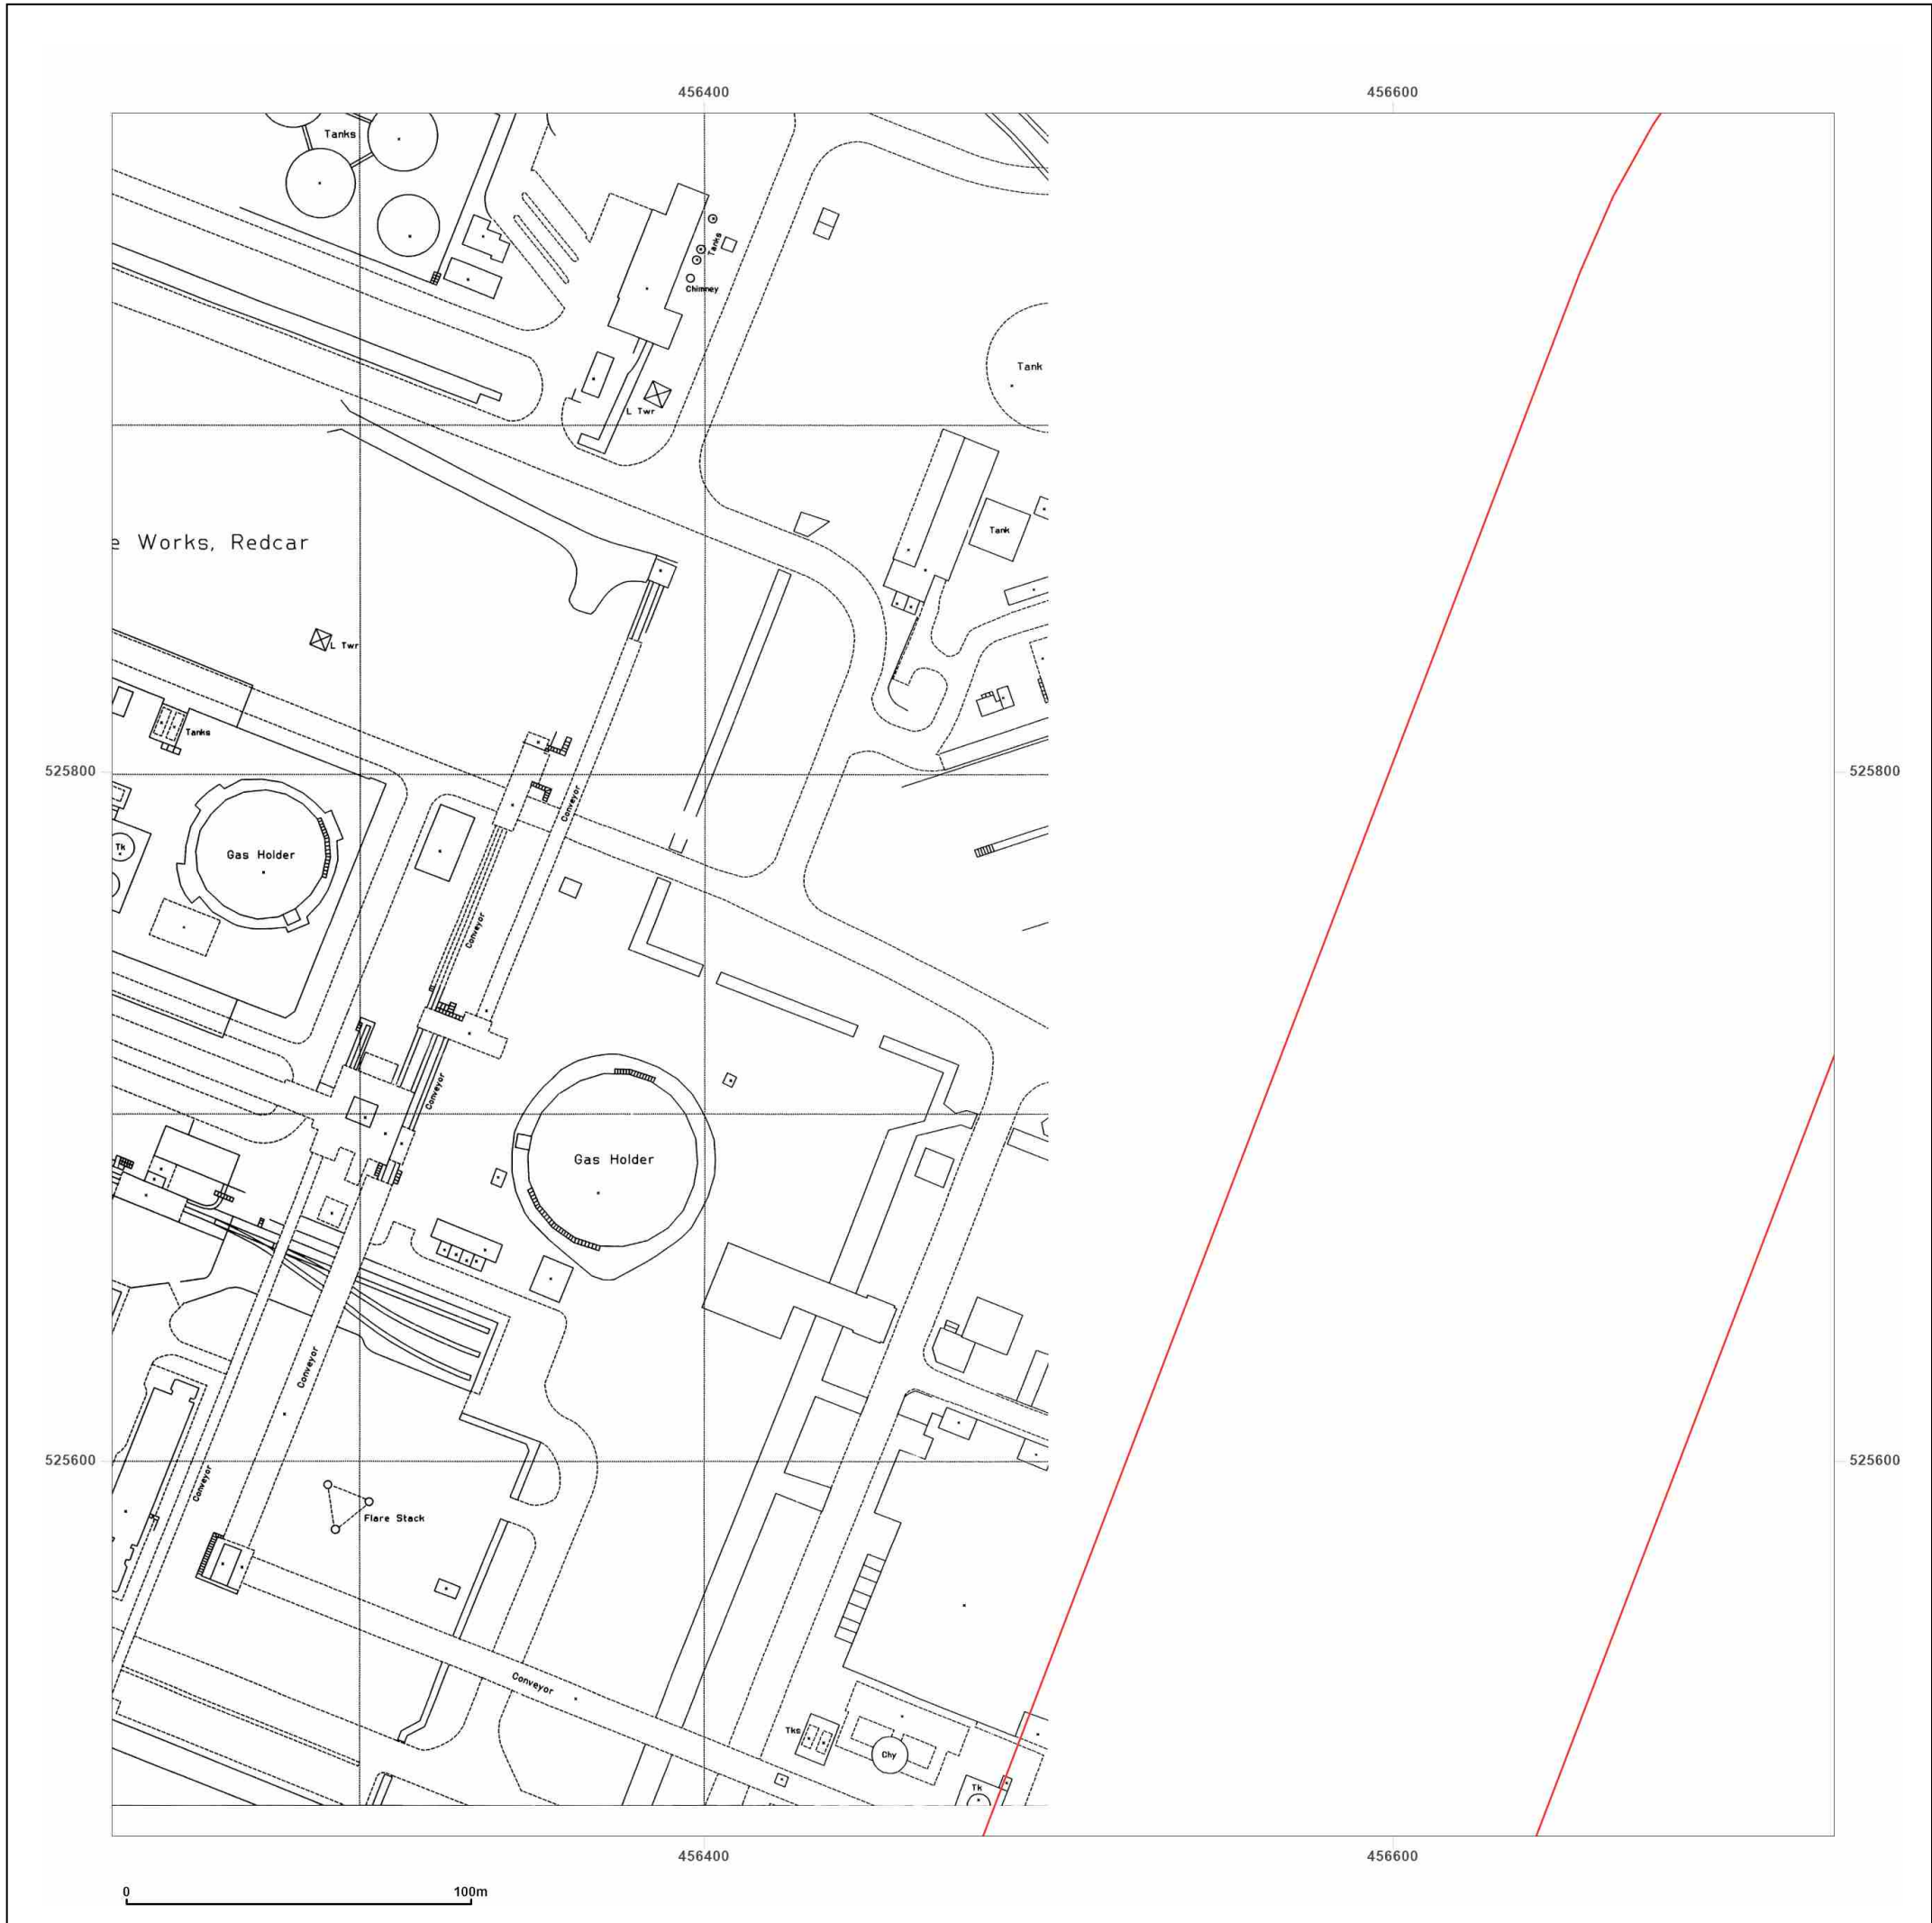 456400
456600
Tanks
Tanks
Chimney
Tank
L Twr
Tank
e Works, Redcar
L Twr
Tanks
525800
525800
Conveyor
Tk
Gas Holder
Conveyor
Conveyor
Gas Holder
Conveyor
525600
525600
Conveyor
Flare Stack
Conveyor
Tks
Chy
Tk
456400
456600
0
100m